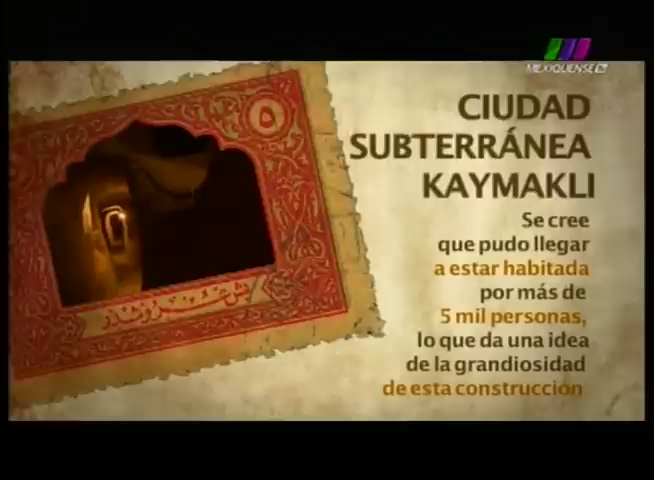 MEXIQUENSE
CIUDAD
SUBTERRÁNEA
KAYMAKLI
Se cree
que pudo llegar
a estar habitada
por más de
5 mil personas,
lo que da una idea
de la grandiosidad
de esta construcción
٥